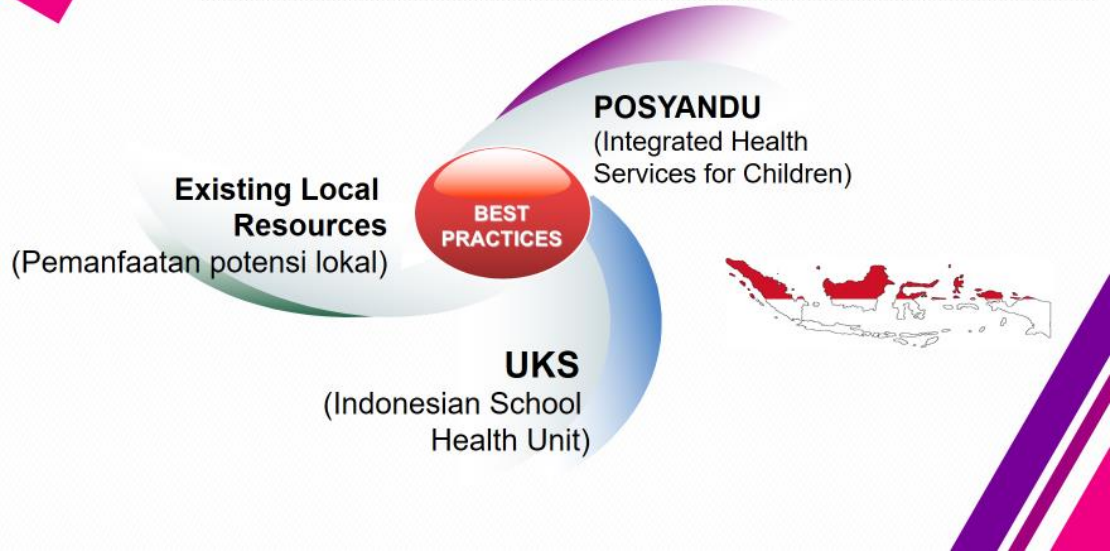 POSYANDU
(Integrated Health
Services for Children)
Existing Local
Resources
(Pemanfaatan potensi lokal)
BEST
PRACTICES
UKS
(Indonesian School
Health Unit)